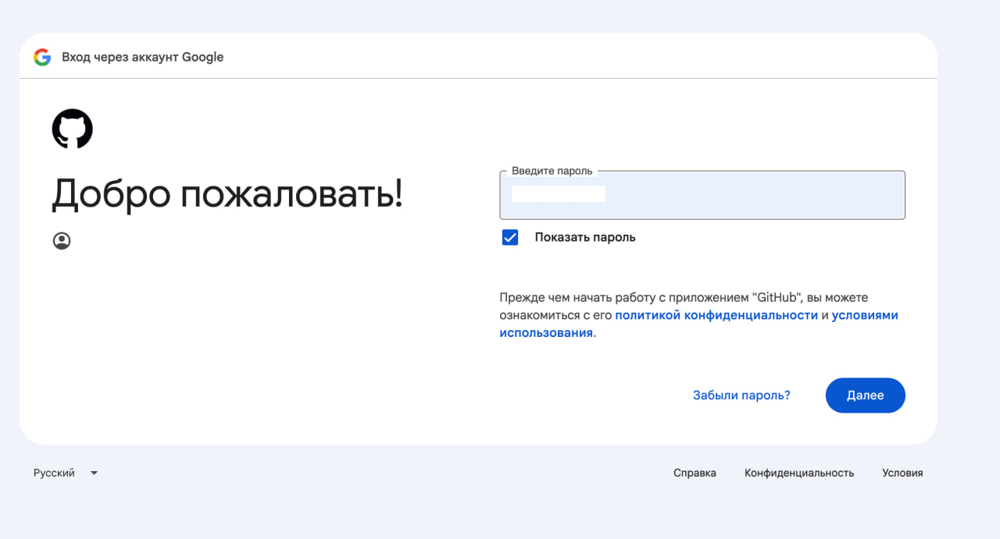 Вход через аккаунт Google
Добро пожаловать!
Введите пароль
Показать пароль
Прежде чем начать работу с приложением "GitHub", вы можете
ознакомиться с его политикой конфиденциальности и условиями
использования.
Забыли пароль?
Далее
Русский
Справка
Конфиденциальность
Условия